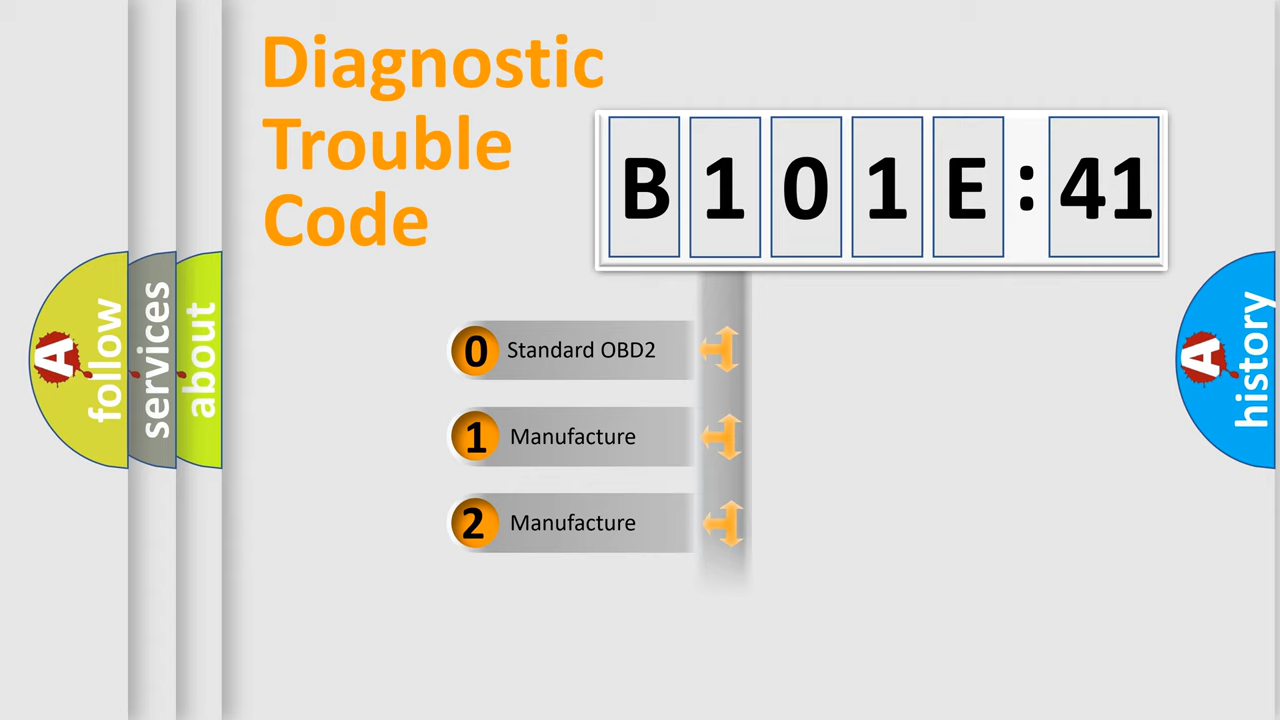 Diagnostic
Trouble
Code
B101E:41
0 Standard OBD2
1 Manufacture
2 Manufacture
A follow
services
about
A history